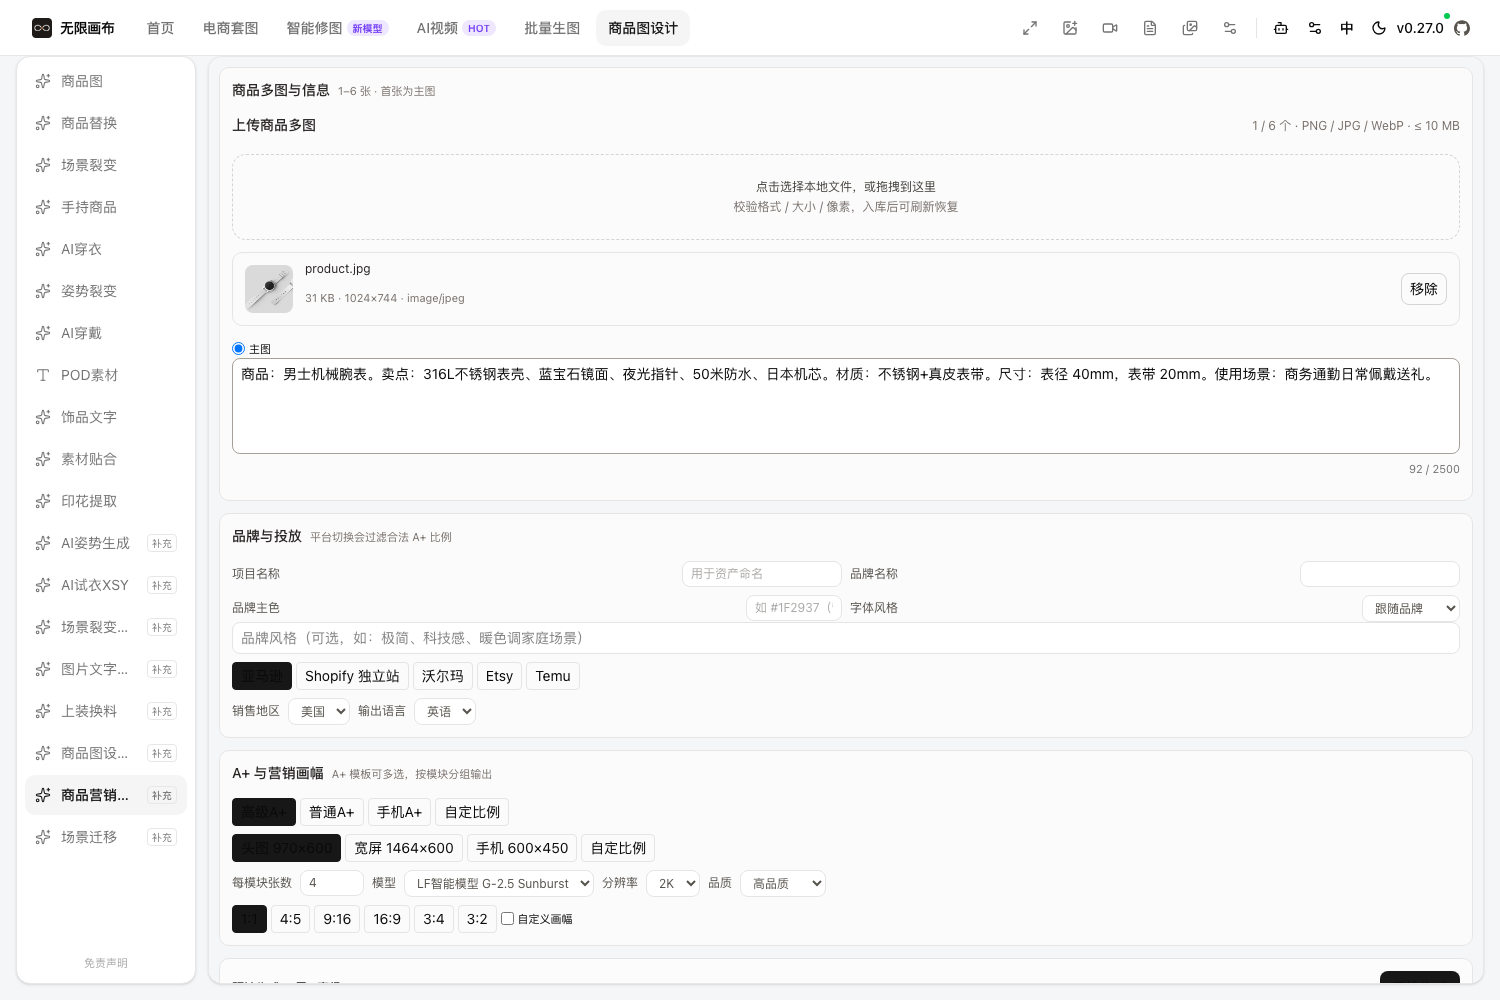 无限画布
首页
电商套图
智能修图 新模型
AI视频 HOT
批量生图
商品图设计
中
v0.27.0
商品图
商品替换
场景裂变
手持商品
AI穿衣
姿势裂变
AI穿戴
POD素材
饰品文字
素材贴合
印花提取
AI姿势生成 补充
AI试衣XSY 补充
场景裂变... 补充
图片文字... 补充
上装换料 补充
商品图设... 补充
商品营销... 补充
场景迁移 补充
免责声明
商品多图与信息 1–6 张 · 首张为主图
上传商品多图 1 / 6 个 · PNG / JPG / WebP · ≤ 10 MB
点击选择本地文件，或拖拽到这里
校验格式 / 大小 / 像素，入库后可刷新恢复
product.jpg
31 KB · 1024×744 · image/jpeg
移除
主图
商品：男士机械腕表。卖点：316L不锈钢表壳、蓝宝石镜面、夜光指针、50米防水、日本机芯。材质：不锈钢+真皮表带。尺寸：表径 40mm，表带 20mm。使用场景：商务通勤日常佩戴送礼。
92 / 2500
品牌与投放 平台切换会过滤合法 A+ 比例
项目名称 用于资产命名 品牌名称
品牌主色 如 #1F2937（ 字体风格 跟随品牌
品牌风格（可选，如：极简、科技感、暖色调家庭场景）
亚马逊 Shopify 独立站 沃尔玛 Etsy Temu
销售地区 美国 输出语言 英语
A+ 与营销画幅 A+ 模板可多选，按模块分组输出
高级A+ 普通A+ 手机A+ 自定比例
头图 970×600 宽屏 1464×600 手机 600×450 自定比例
每模块张数 4 模型 LF智能模型 G-2.5 Sunburst 分辨率 2K 品质 高品质
1:1 4:5 9:16 16:9 3:4 3:2 自定义画幅